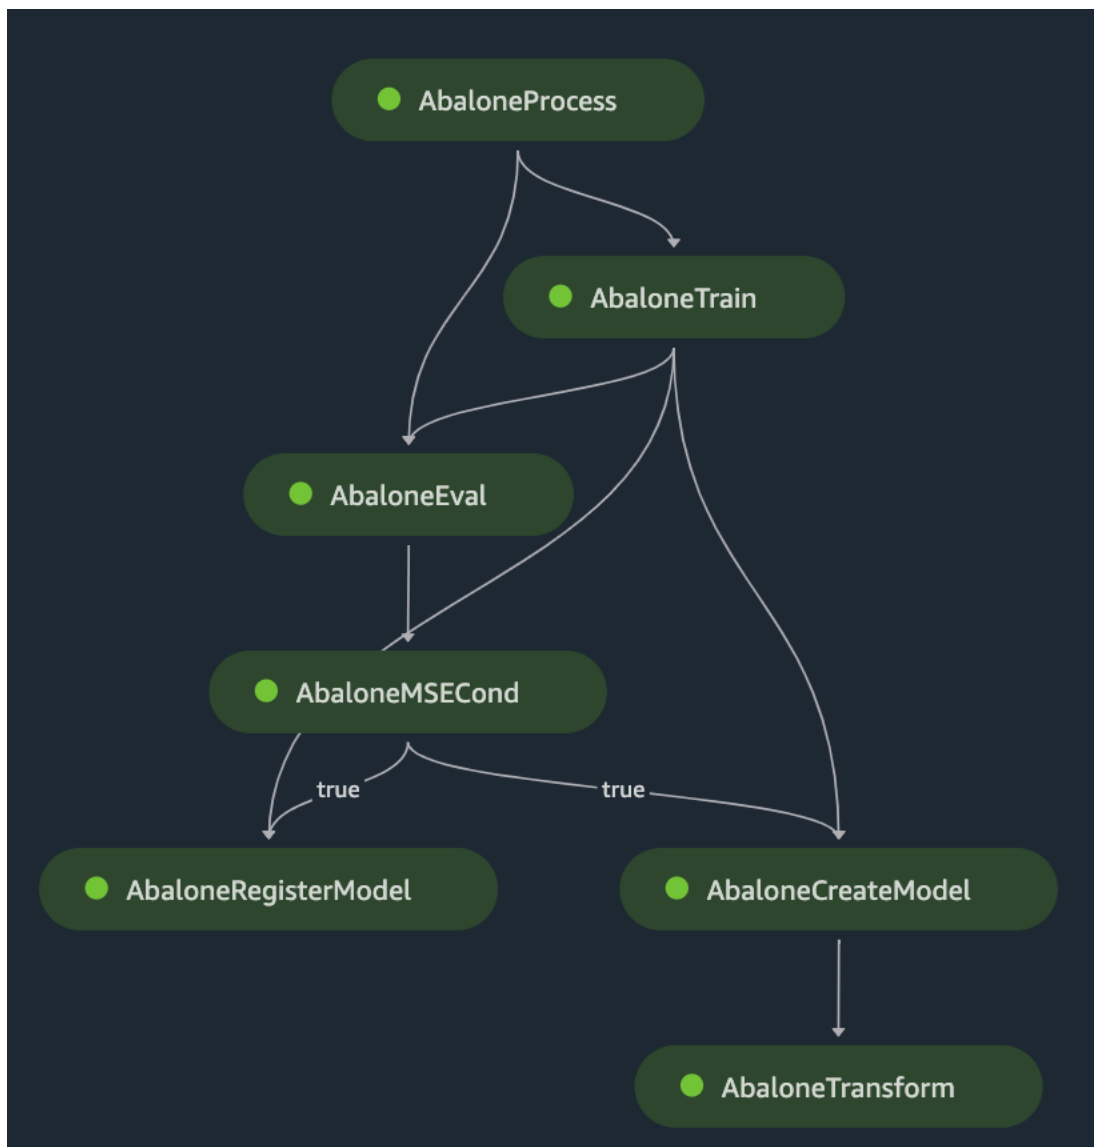 AbaloneProcess
AbaloneTrain
AbaloneEval
AbaloneMSECond
true
true
AbaloneRegisterModel
AbaloneCreateModel
AbaloneTransform